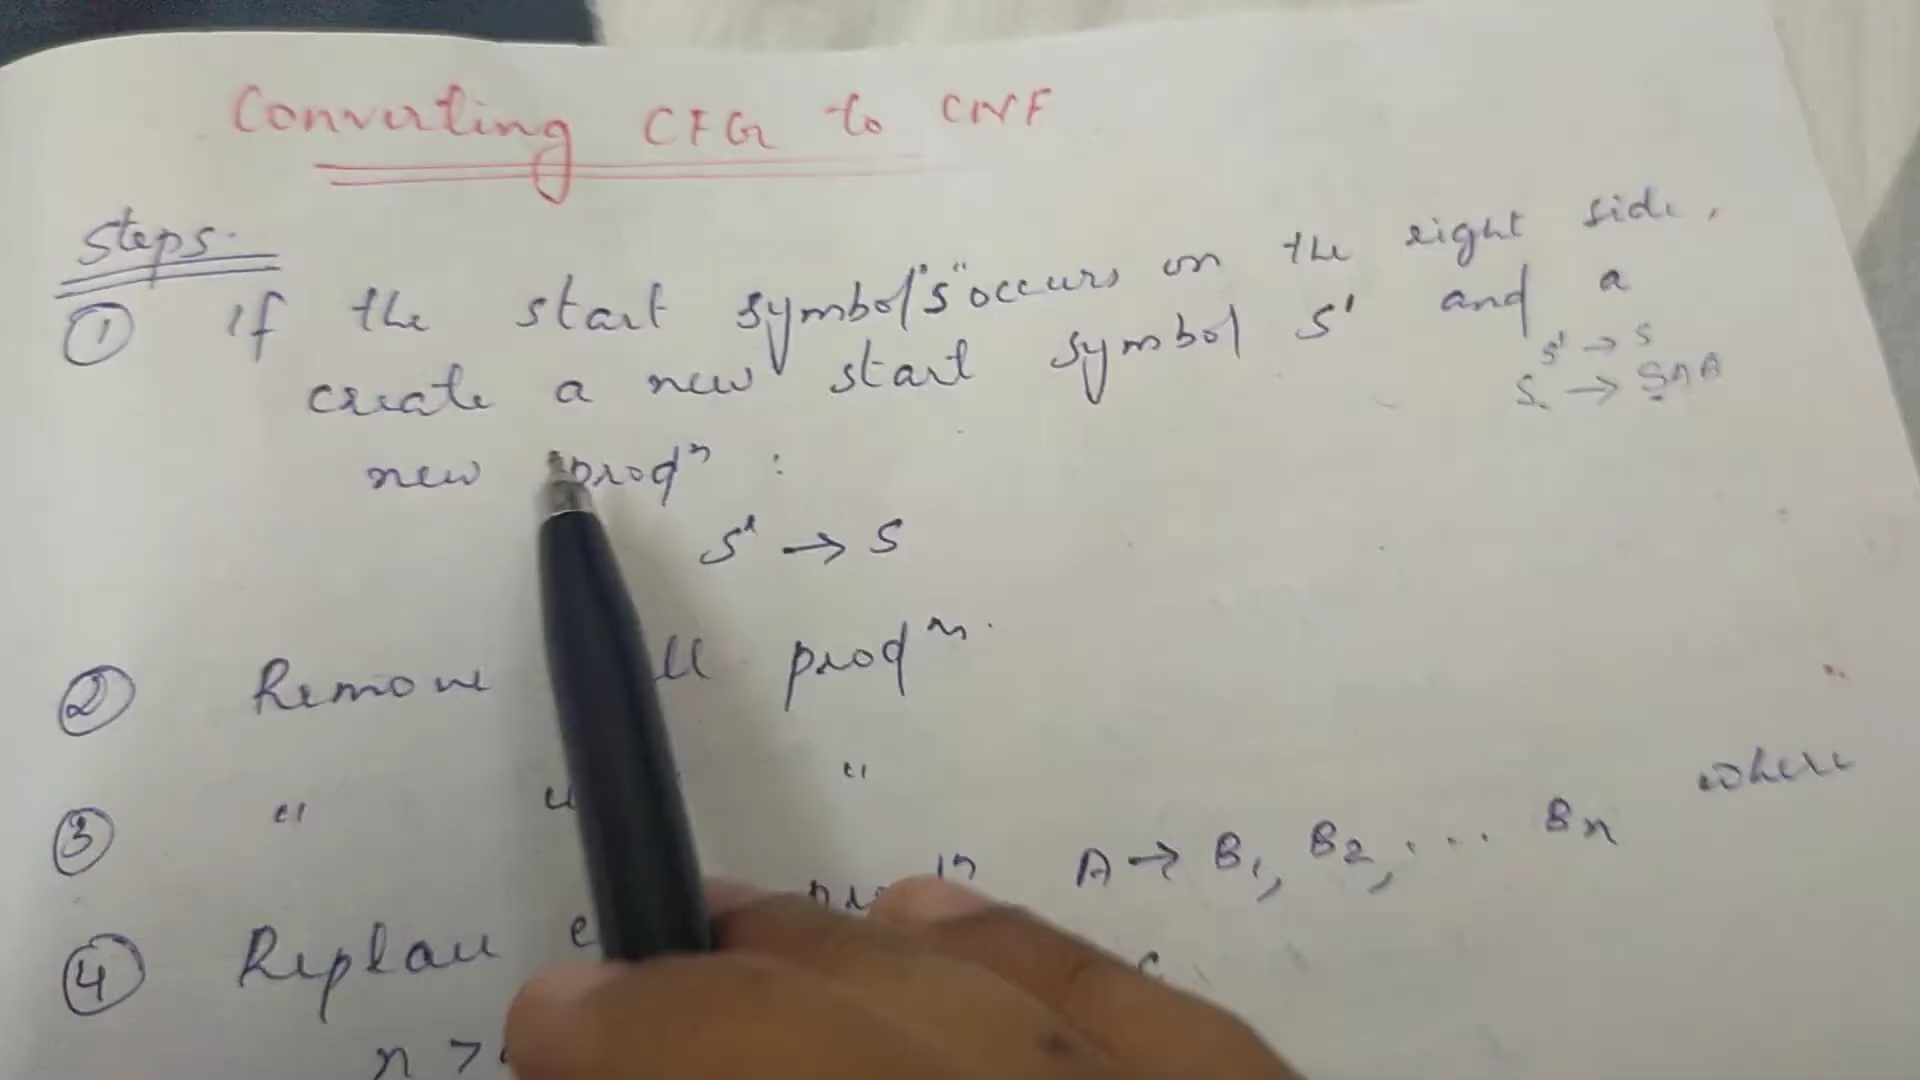 Converting CFG to CNF
Steps.
① If the start symbol "S" occurs on the right side,
create a new start symbol S' and a
S' → S
S → SAB
new prodⁿ :
S' → S
② Remove prodⁿ.
③ " "
④ Replace A → B₁, B₂, ... Bn where
n >